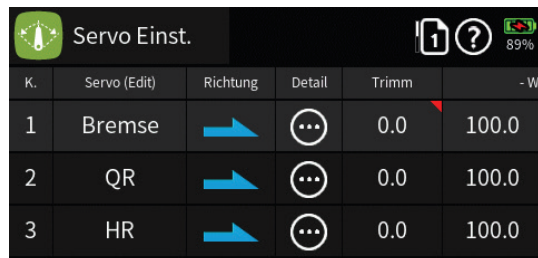 Servo Einst. 1 ? 89%
K. Servo (Edit) Richtung Detail Trimm - W
1 Bremse 0.0 100.0
2 QR 0.0 100.0
3 HR 0.0 100.0